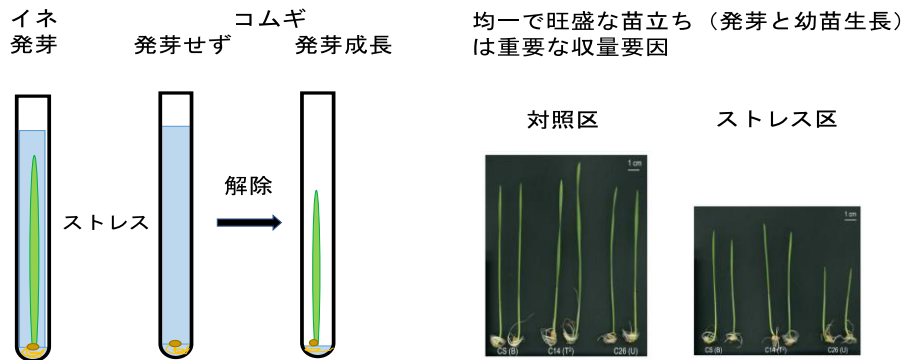 イネ
発芽
コムギ
発芽せず
発芽成長
ストレス
解除
均一で旺盛な苗立ち（発芽と幼苗生長）
は重要な収量要因
対照区
ストレス区
1 cm
CS (B)
C14 (T²)
C26 (U)
1 cm
CS (B)
C14 (T²)
C26 (U)